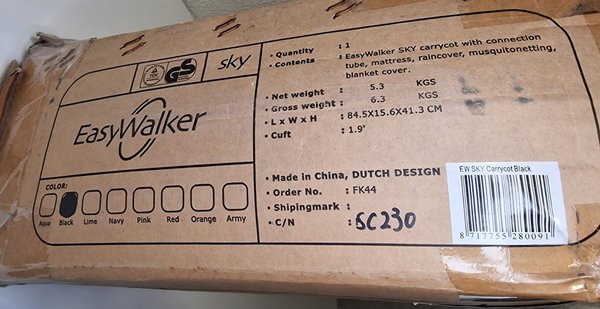 sky
EasyWalker
COLOR:
Aqua Black Lime Navy Pink Red Orange Army
• Quantity : 1
• Contents : EasyWalker SKY carrycot with connection
tube, mattress, raincover, musquitonetting,
blanket cover.
• Net weight : 5.3 KGS
• Gross weight : 6.3 KGS
• L x W x H : 84.5X15.6X41.3 CM
• Cuft : 1.9'
• Made in China, DUTCH DESIGN
• Order No. : FK44
• Shipingmark :
• C/N : SC230
EW SKY Carrycot Black
8 717755 280091